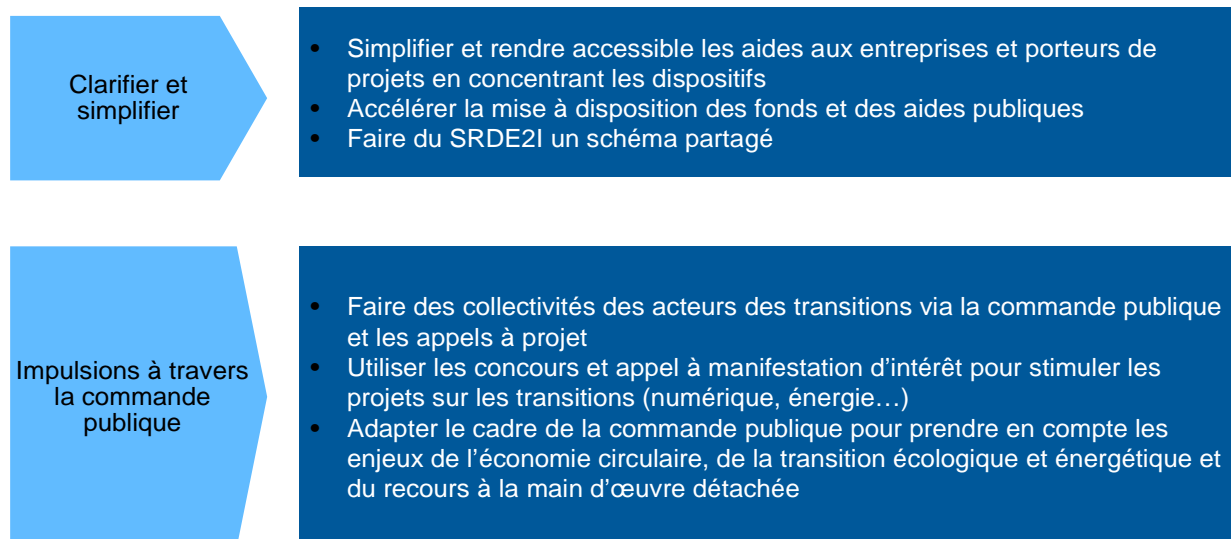 Clarifier et
simplifier
• Simplifier et rendre accessible les aides aux entreprises et porteurs de
projets en concentrant les dispositifs
• Accélérer la mise à disposition des fonds et des aides publiques
• Faire du SRDE2I un schéma partagé
Impulsions à travers
la commande
publique
• Faire des collectivités des acteurs des transitions via la commande publique
et les appels à projet
• Utiliser les concours et appel à manifestation d’intérêt pour stimuler les
projets sur les transitions (numérique, énergie…)
• Adapter le cadre de la commande publique pour prendre en compte les
enjeux de l’économie circulaire, de la transition écologique et énergétique et
du recours à la main d’œuvre détachée